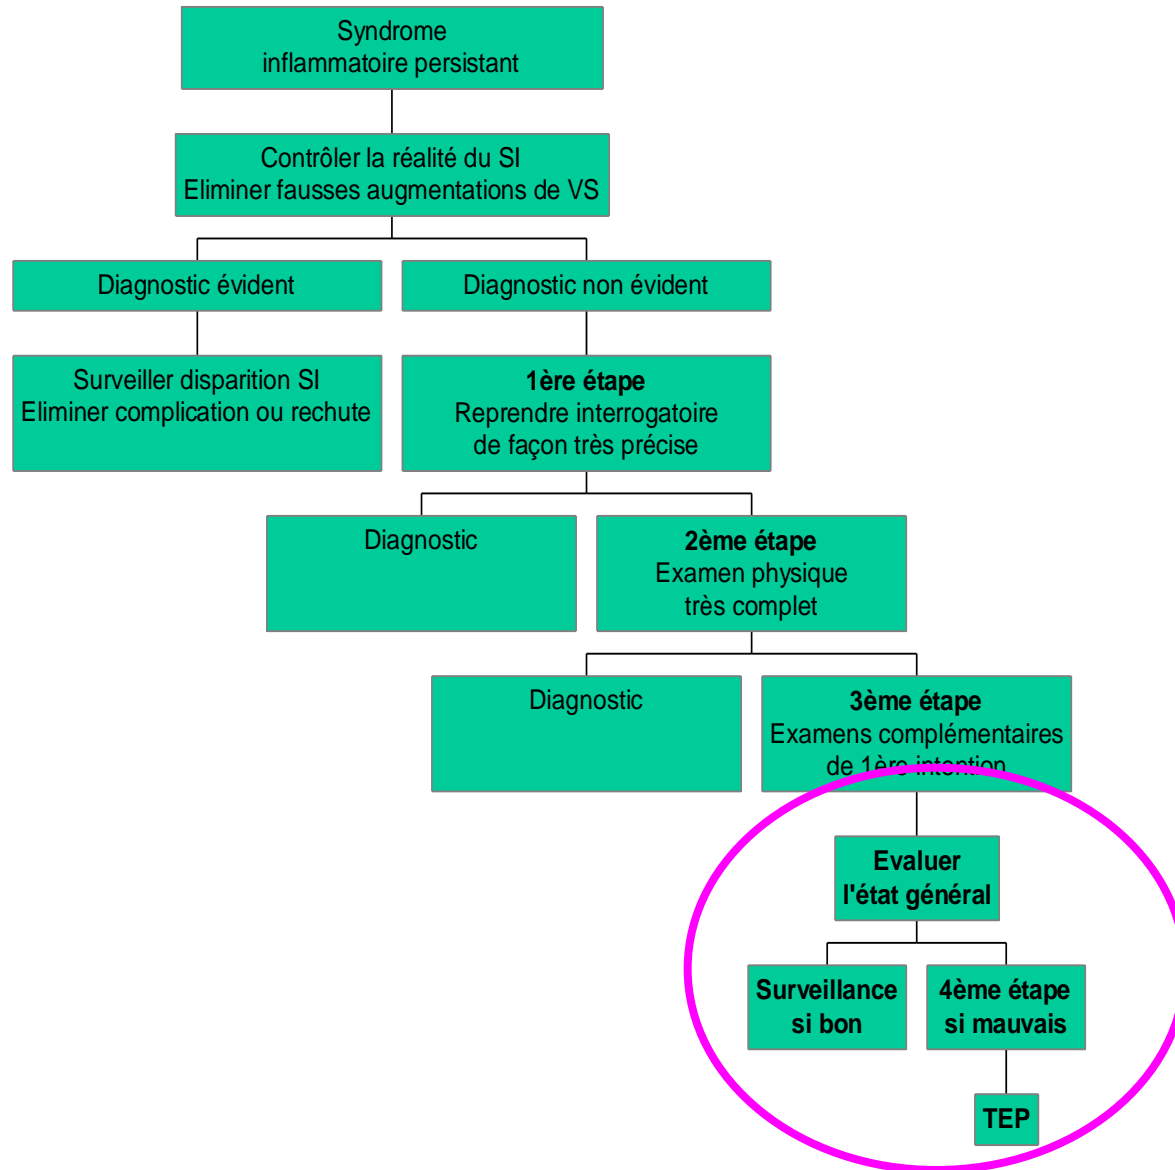 Syndrome
inflammatoire persistant
Contrôler la réalité du SI
Eliminer fausses augmentations de VS
Diagnostic évident
Diagnostic non évident
Surveiller disparition SI
Eliminer complication ou rechute
1ère étape
Reprendre interrogatoire
de façon très précise
Diagnostic
2ème étape
Examen physique
très complet
Diagnostic
3ème étape
Examens complémentaires
de 1ère intention
Evaluer
l'état général
Surveillance
si bon
4ème étape
si mauvais
TEP